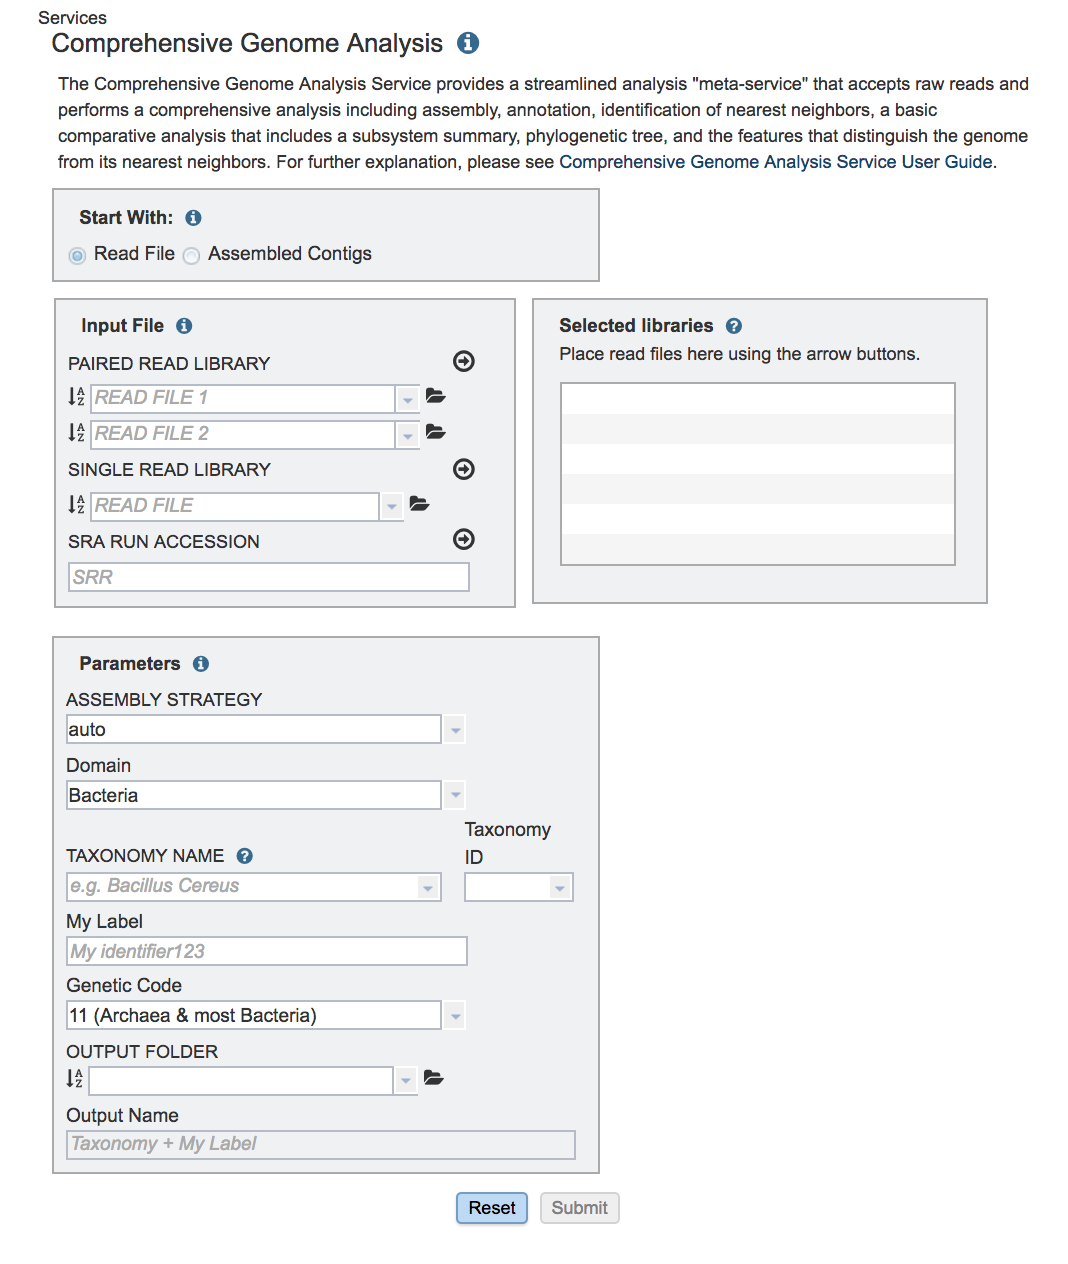 Services
Comprehensive Genome Analysis
The Comprehensive Genome Analysis Service provides a streamlined analysis "meta-service" that accepts raw reads and
performs a comprehensive analysis including assembly, annotation, identification of nearest neighbors, a basic
comparative analysis that includes a subsystem summary, phylogenetic tree, and the features that distinguish the genome
from its nearest neighbors. For further explanation, please see Comprehensive Genome Analysis Service User Guide.
Start With:
Read File Assembled Contigs
Input File
PAIRED READ LIBRARY
READ FILE 1
READ FILE 2
SINGLE READ LIBRARY
READ FILE
SRA RUN ACCESSION
SRR
Selected libraries
Place read files here using the arrow buttons.
Parameters
ASSEMBLY STRATEGY
auto
Domain
Bacteria
TAXONOMY NAME
e.g. Bacillus Cereus
Taxonomy
ID
My Label
My identifier123
Genetic Code
11 (Archaea & most Bacteria)
OUTPUT FOLDER
Output Name
Taxonomy + My Label
Reset Submit